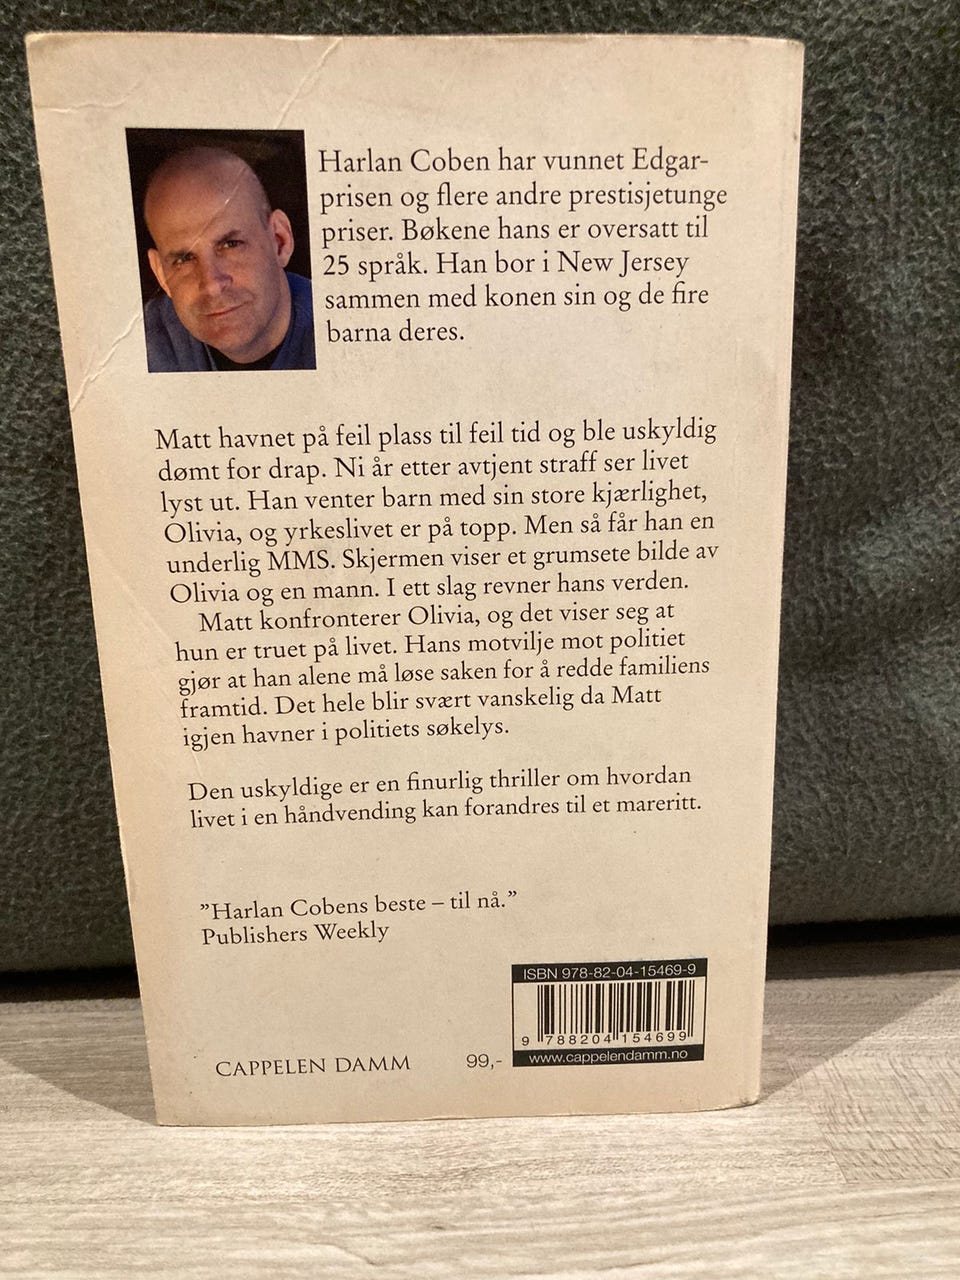 Harlan Coben har vunnet Edgar-
prisen og flere andre prestisjetunge
priser. Bøkene hans er oversatt til
25 språk. Han bor i New Jersey
sammen med konen sin og de fire
barna deres.
Matt havnet på feil plass til feil tid og ble uskyldig
dømt for drap. Ni år etter avtjent straff ser livet
lyst ut. Han venter barn med sin store kjærlighet,
Olivia, og yrkeslivet er på topp. Men så får han en
underlig MMS. Skjermen viser et grumsete bilde av
Olivia og en mann. I ett slag revner hans verden.
Matt konfronterer Olivia, og det viser seg at
hun er truet på livet. Hans motvilje mot politiet
gjør at han alene må løse saken for å redde familiens
framtid. Det hele blir svært vanskelig da Matt
igjen havner i politiets søkelys.
Den uskyldige er en finurlig thriller om hvordan
livet i en håndvending kan forandres til et mareritt.
”Harlan Cobens beste – til nå.”
Publishers Weekly
ISBN 978-82-04-15469-9
9 788204 154699
www.cappelendamm.no
CAPPELEN DAMM
99,-